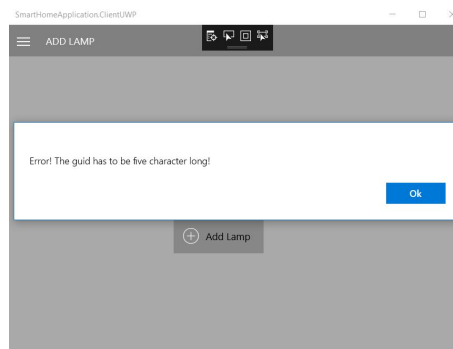 SmartHomeApplication.ClientUWP
ADD LAMP
Error! The guid has to be five character long!
Ok
Add Lamp